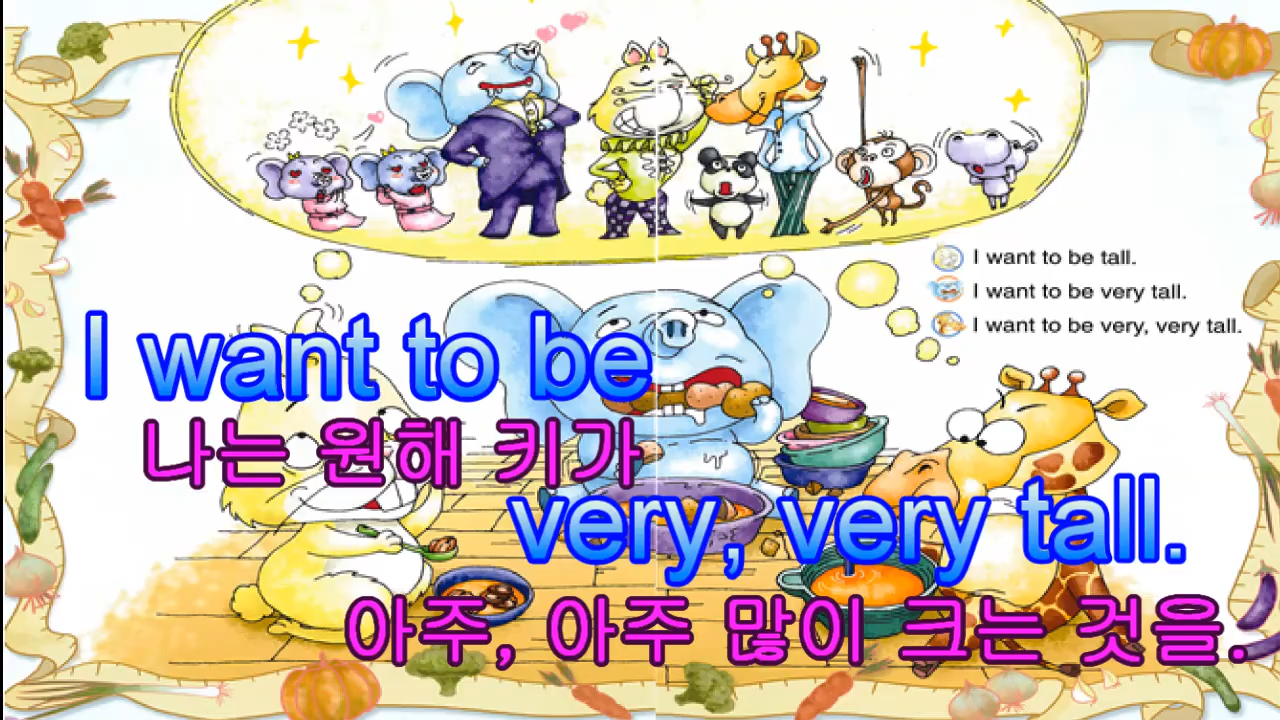 I want to be tall.
I want to be very tall.
I want to be very, very tall.
I want to be
나는 원해 키가
very, very tall.
아주, 아주 많이 크는 것을.